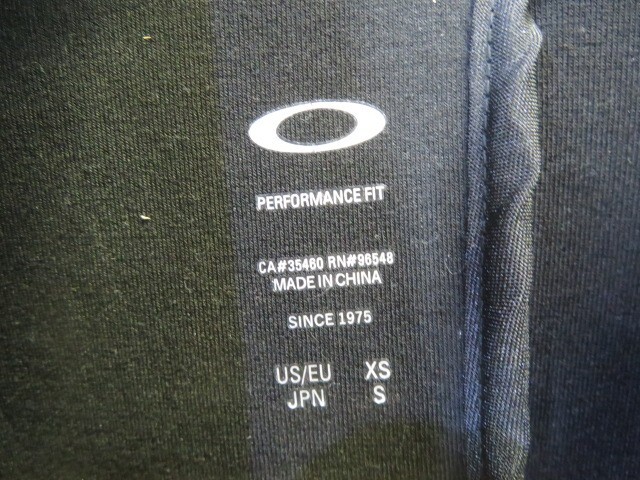 PERFORMANCE FIT
CA#35460 RN#96548
MADE IN CHINA
SINCE 1975
US/EU XS
JPN S